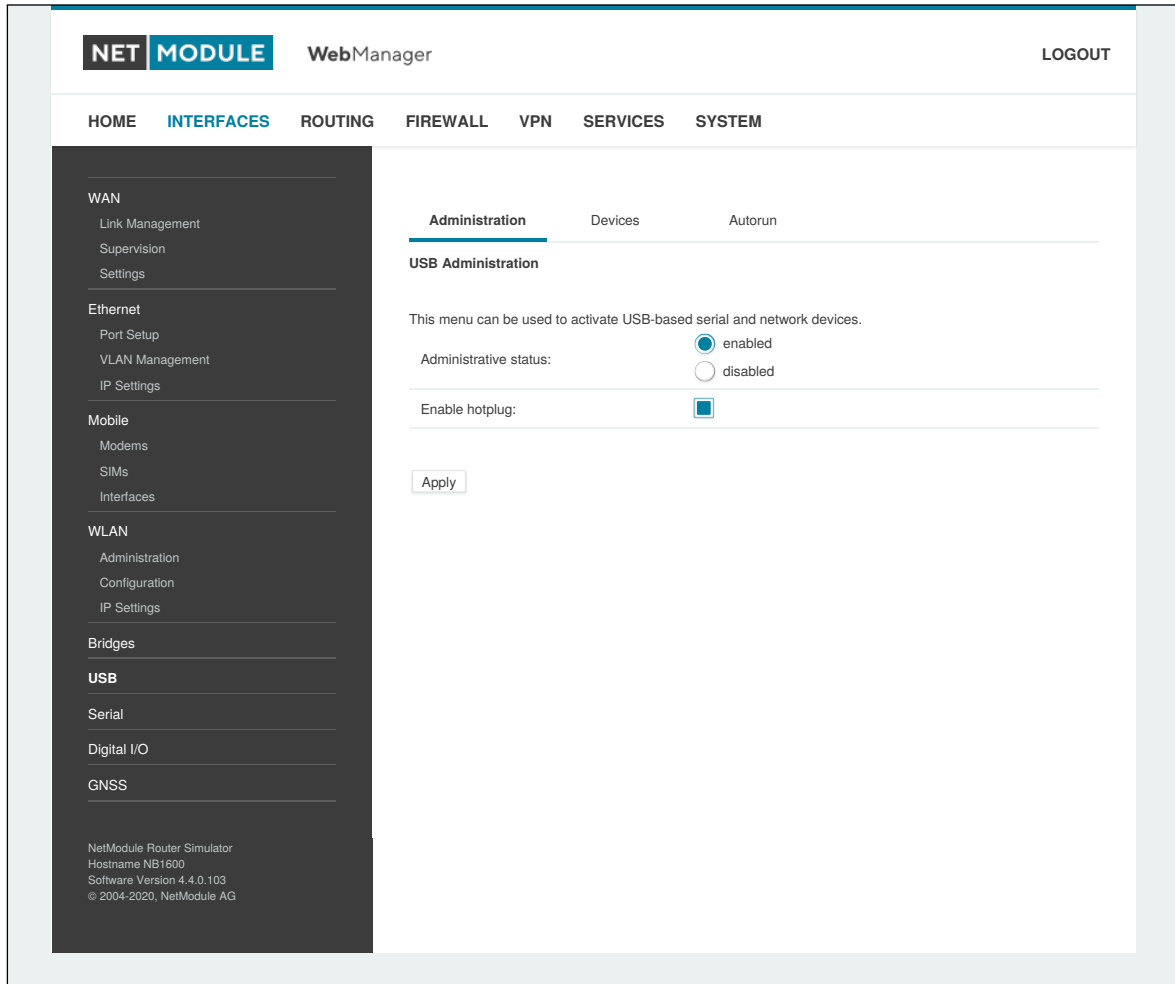 NET MODULE WebManager LOGOUT
HOME INTERFACES ROUTING FIREWALL VPN SERVICES SYSTEM
WAN
Link Management
Supervision
Settings
Ethernet
Port Setup
VLAN Management
IP Settings
Mobile
Modems
SIMs
Interfaces
WLAN
Administration
Configuration
IP Settings
Bridges
USB
Serial
Digital I/O
GNSS
NetModule Router Simulator
Hostname NB1600
Software Version 4.4.0.103
© 2004-2020, NetModule AG
Administration Devices Autorun
USB Administration
This menu can be used to activate USB-based serial and network devices.
Administrative status:
enabled
disabled
Enable hotplug:
Apply